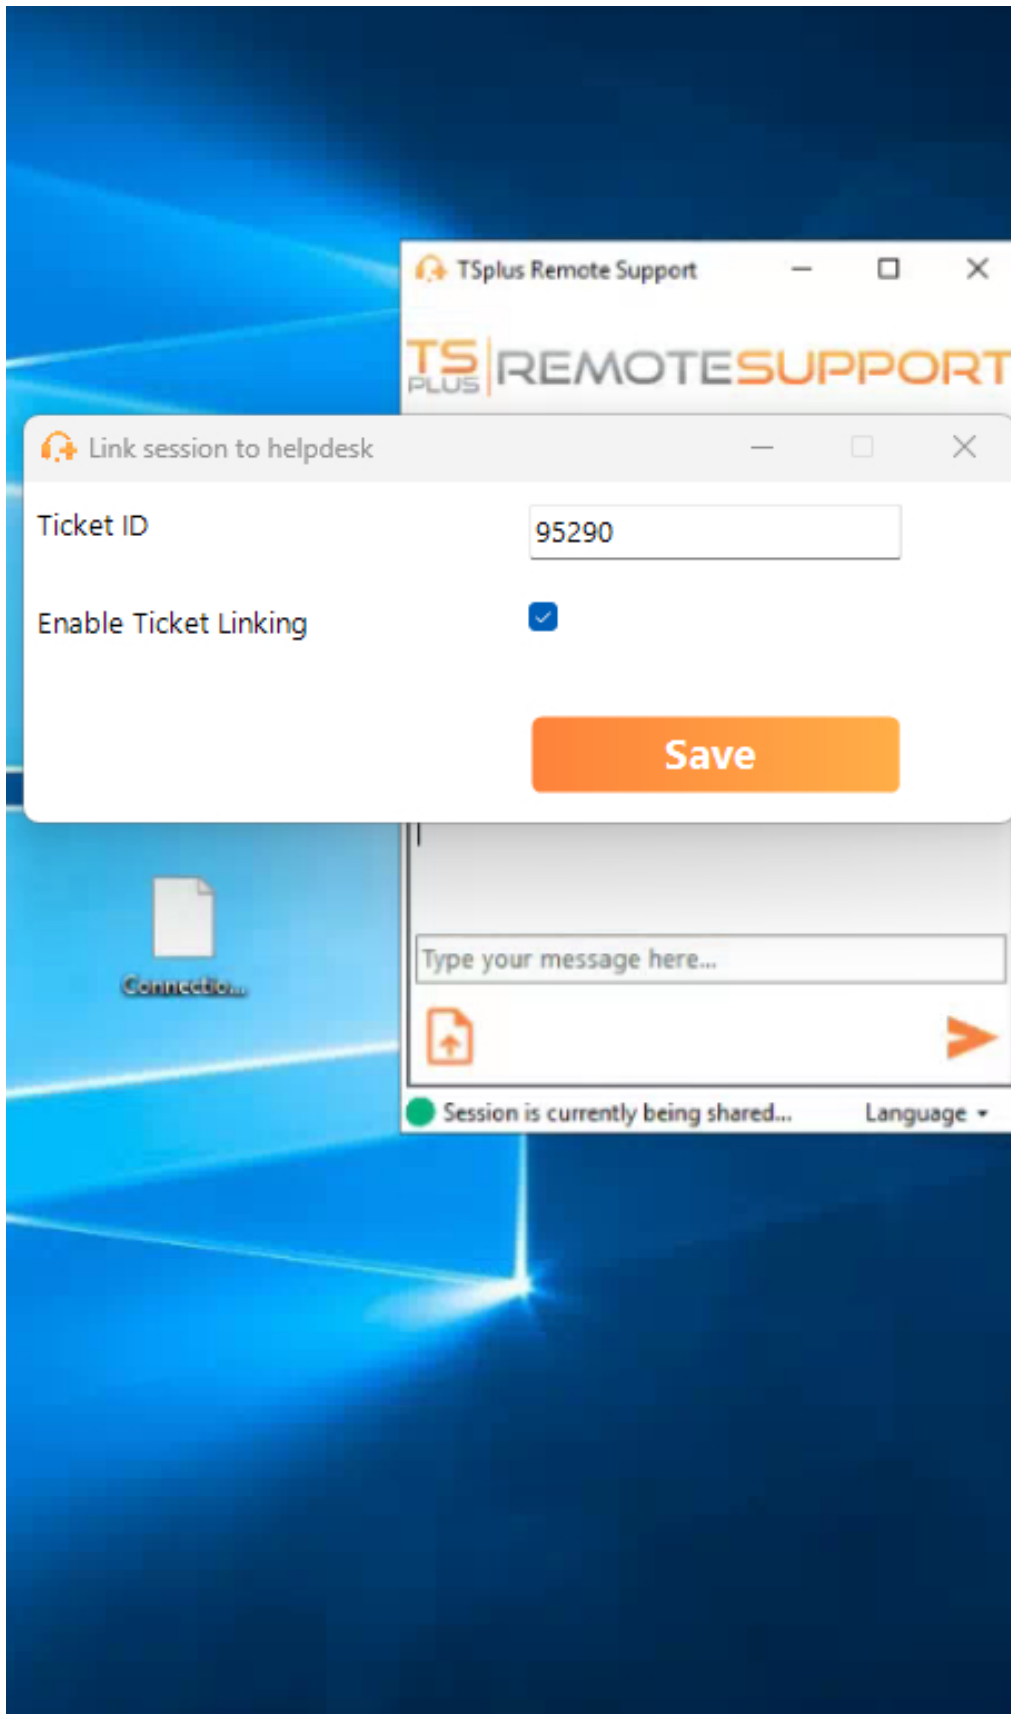 TSplus Remote Support
TS PLUS REMOTESUPPORT
Link session to helpdesk
Ticket ID
95290
Enable Ticket Linking
Save
Connectio...
Type your message here...
Session is currently being shared...
Language